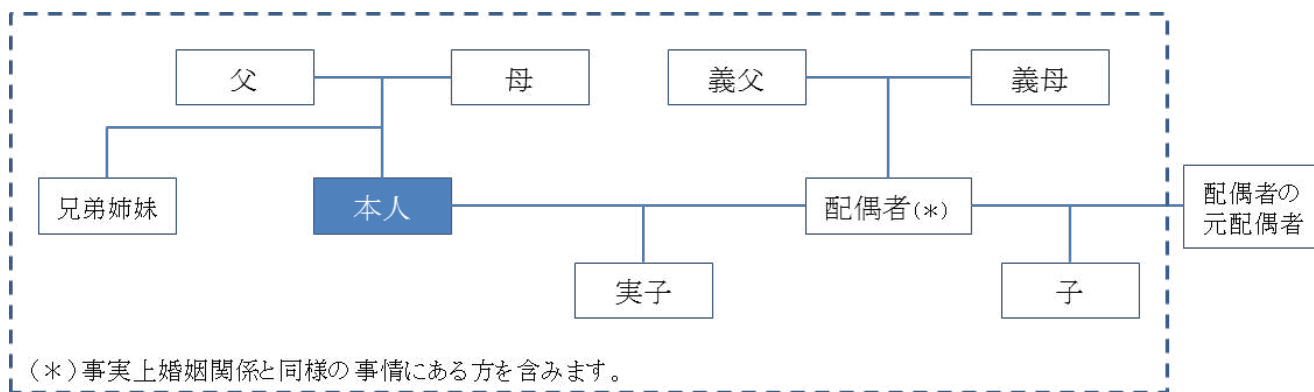 父
母
義父
義母
兄弟姉妹
本人
配偶者(*)
配偶者の
元配偶者
実子
子
(*)事実上婚姻関係と同様の事情にある方を含みます。